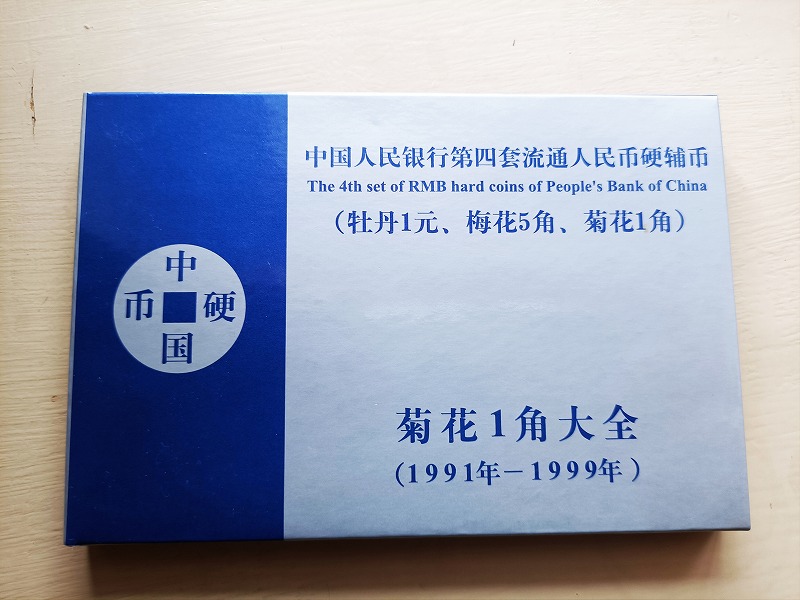 中国人民银行第四套流通人民币硬辅币
The 4th set of RMB hard coins of People's Bank of China
（牡丹1元、梅花5角、菊花1角）
中
国
硬
币
菊花1角大全
(1991年－1999年)